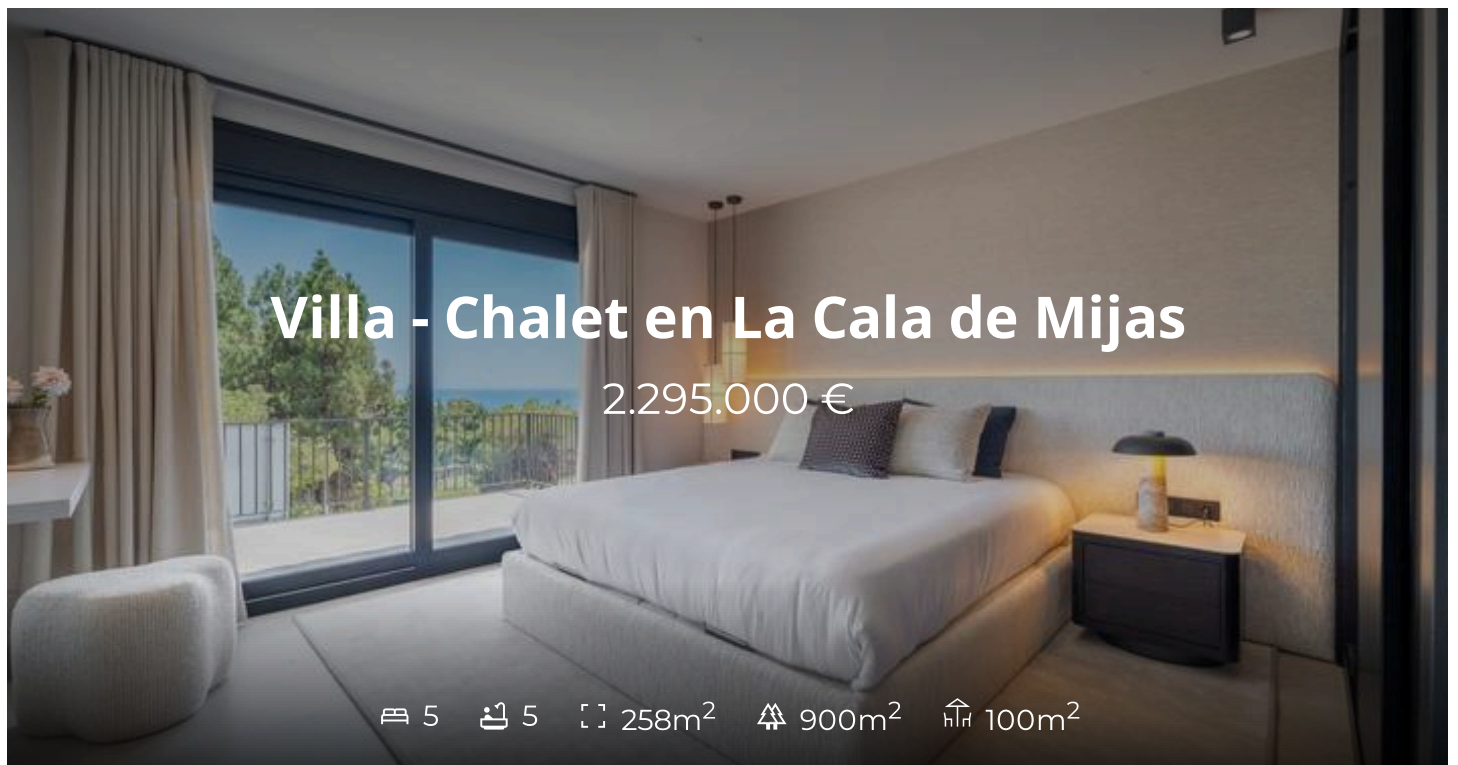 Villa - Chalet en La Cala de Mijas
2.295.000 €
5 5 258m² 900m² 100m²